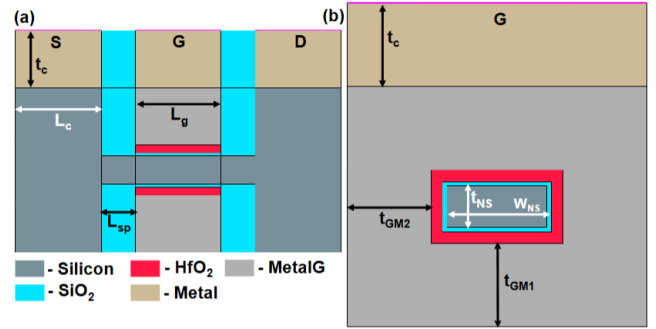 (a)
S G D
t_c
L_c
L_g
L_sp
- Silicon - HfO₂ - MetalG
- SiO₂ - Metal
(b)
G
t_c
t_NS
W_NS
t_GM2
t_GM1